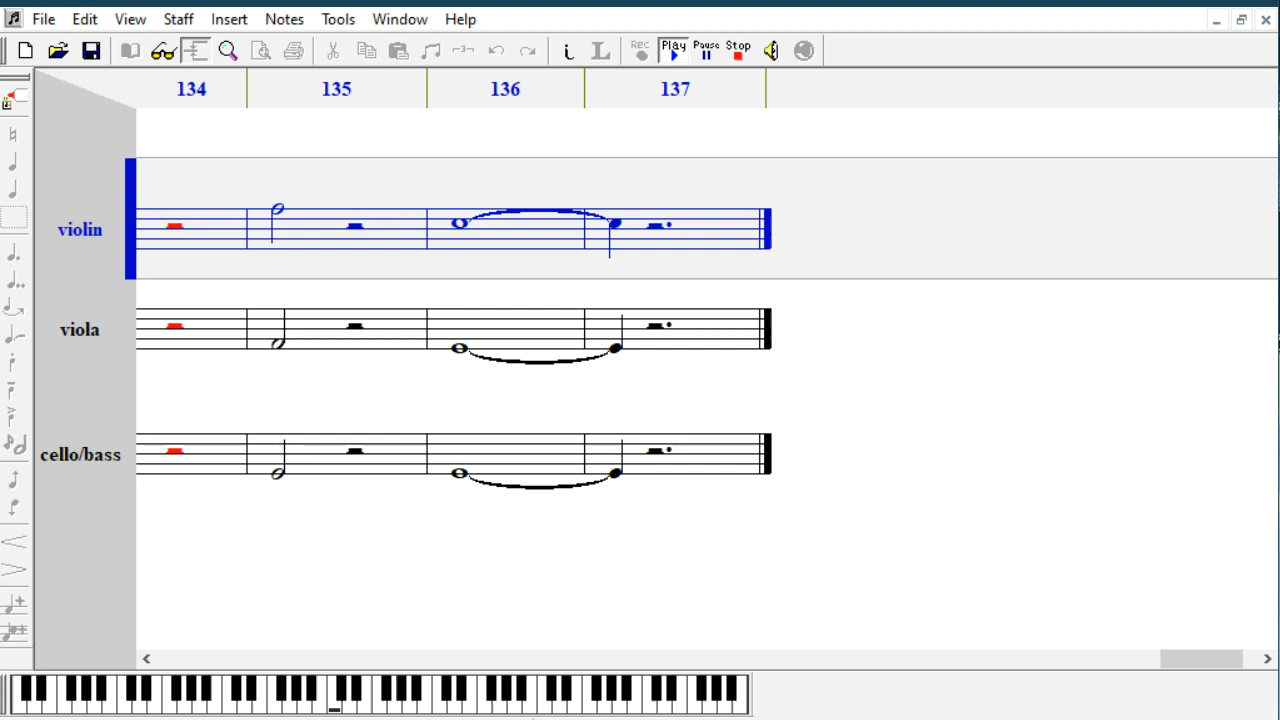 File Edit View Staff Insert Notes Tools Window Help
i L Rec Play Pause Stop
134 135 136 137
violin
viola
cello/bass